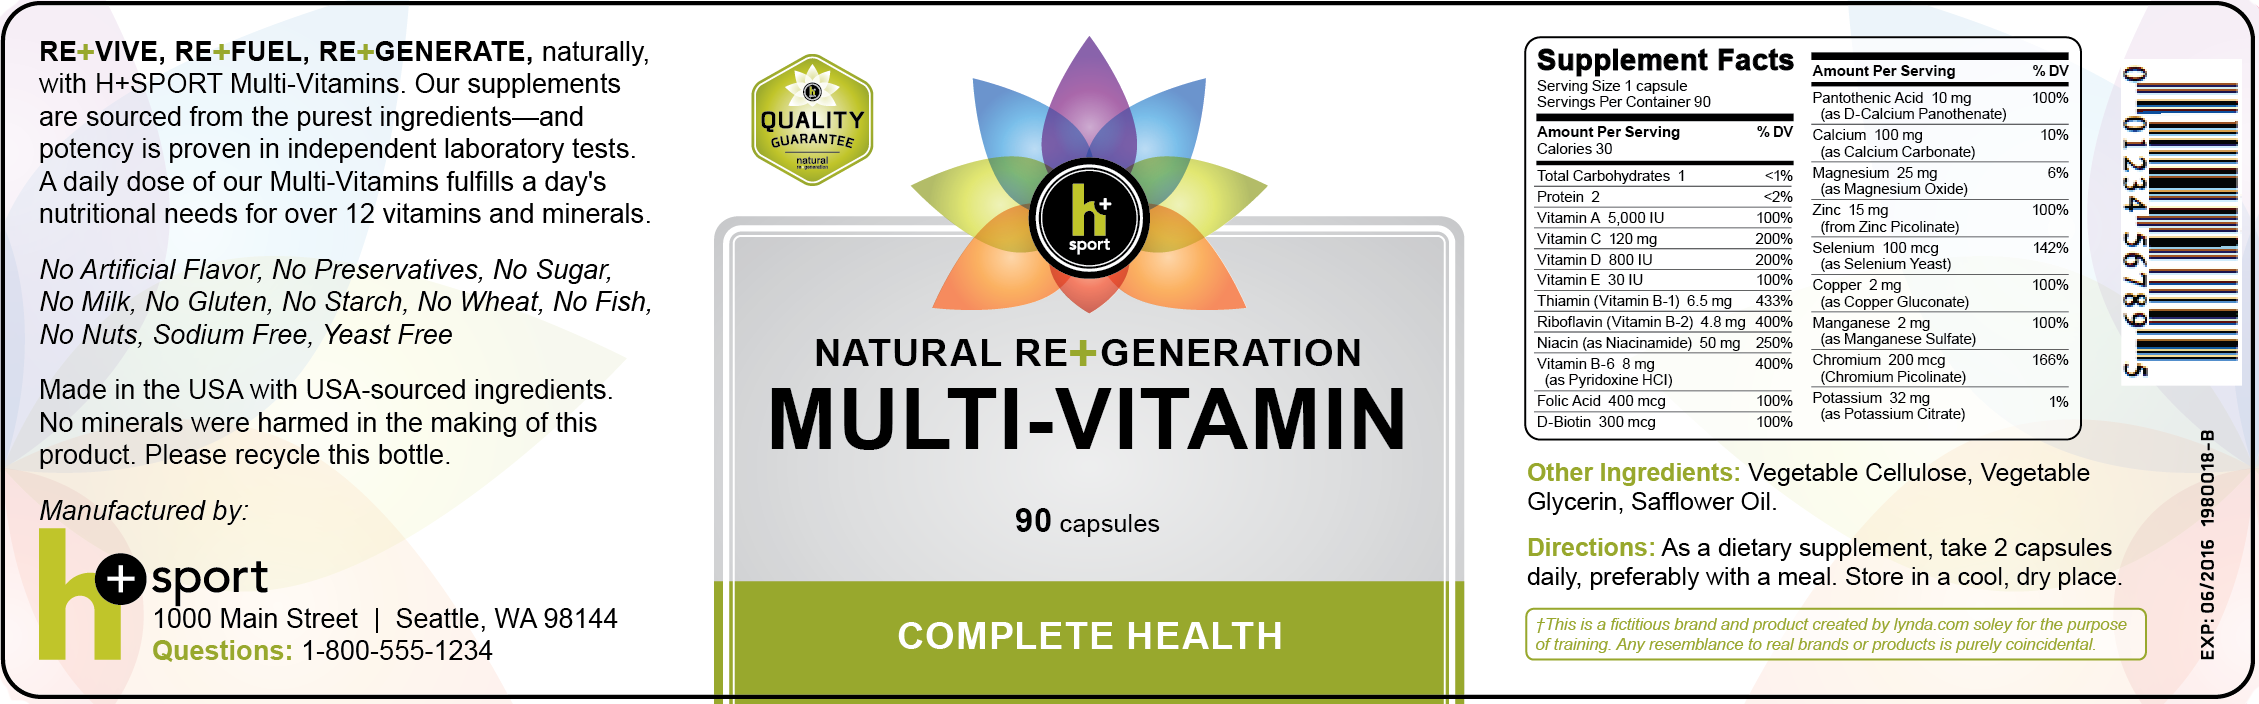 RE+VIVE, RE+FUEL, RE+GENERATE, naturally,
with H+SPORT Multi-Vitamins. Our supplements
are sourced from the purest ingredients—and
potency is proven in independent laboratory tests.
A daily dose of our Multi-Vitamins fulfills a day's
nutritional needs for over 12 vitamins and minerals.
No Artificial Flavor, No Preservatives, No Sugar,
No Milk, No Gluten, No Starch, No Wheat, No Fish,
No Nuts, Sodium Free, Yeast Free
Made in the USA with USA-sourced ingredients.
No minerals were harmed in the making of this
product. Please recycle this bottle.
Manufactured by:
h+ sport
1000 Main Street | Seattle, WA 98144
Questions: 1-800-555-1234
h+
QUALITY
GUARANTEE
natural
re+generation
h+
sport
NATURAL RE+GENERATION
MULTI-VITAMIN
90 capsules
COMPLETE HEALTH
Supplement Facts
Serving Size 1 capsule
Servings Per Container 90
Amount Per Serving % DV
Calories 30
Total Carbohydrates 1 <1%
Protein 2 <2%
Vitamin A 5,000 IU 100%
Vitamin C 120 mg 200%
Vitamin D 800 IU 200%
Vitamin E 30 IU 100%
Thiamin (Vitamin B-1) 6.5 mg 433%
Riboflavin (Vitamin B-2) 4.8 mg 400%
Niacin (as Niacinamide) 50 mg 250%
Vitamin B-6 8 mg 400%
(as Pyridoxine HCI)
Folic Acid 400 mcg 100%
D-Biotin 300 mcg 100%
Amount Per Serving % DV
Pantothenic Acid 10 mg 100%
(as D-Calcium Panothenate)
Calcium 100 mg 10%
(as Calcium Carbonate)
Magnesium 25 mg 6%
(as Magnesium Oxide)
Zinc 15 mg 100%
(from Zinc Picolinate)
Selenium 100 mcg 142%
(as Selenium Yeast)
Copper 2 mg 100%
(as Copper Gluconate)
Manganese 2 mg 100%
(as Manganese Sulfate)
Chromium 200 mcg 166%
(Chromium Picolinate)
Potassium 32 mg 1%
(as Potassium Citrate)
Other Ingredients: Vegetable Cellulose, Vegetable
Glycerin, Safflower Oil.
Directions: As a dietary supplement, take 2 capsules
daily, preferably with a meal. Store in a cool, dry place.
†This is a fictitious brand and product created by lynda.com soley for the purpose
of training. Any resemblance to real brands or products is purely coincidental.
0 01234 56789 5
EXP: 06/2016 1980018-B